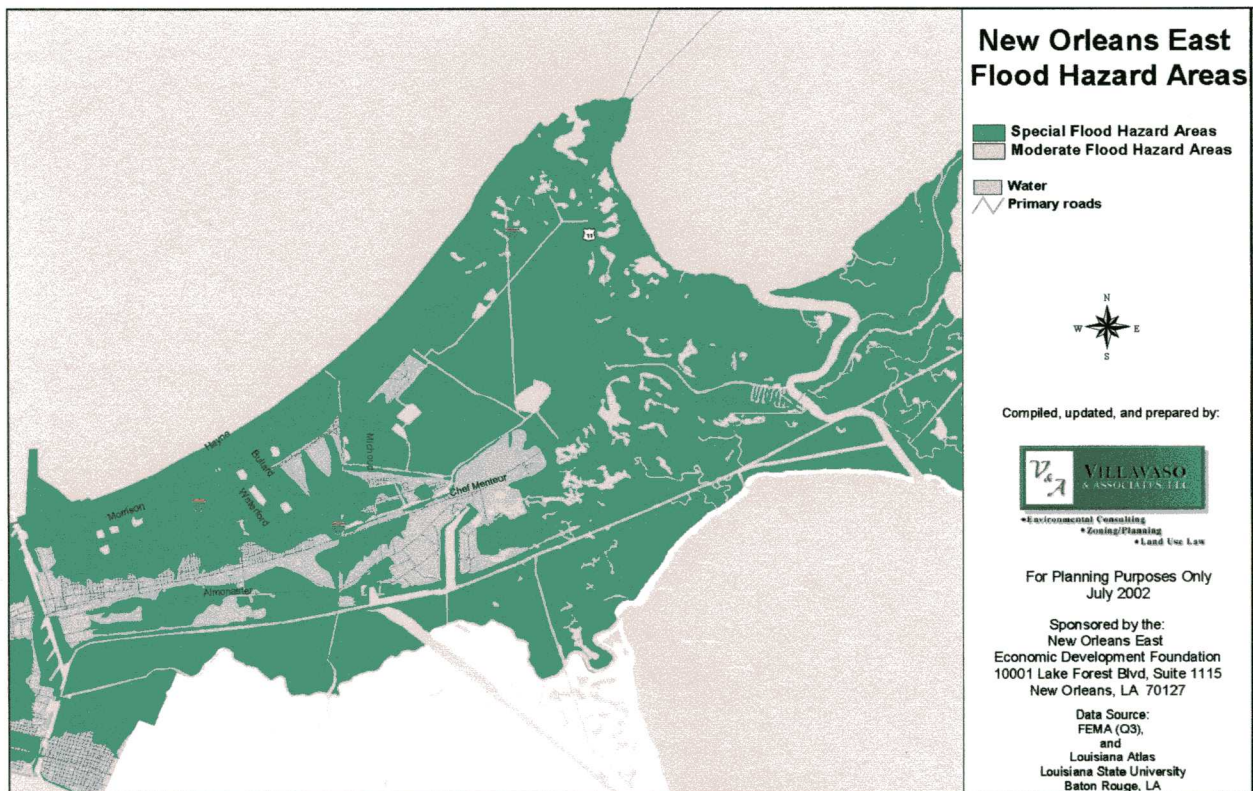 New Orleans East
Flood Hazard Areas
Special Flood Hazard Areas
Moderate Flood Hazard Areas
Water
Primary roads
N
W E
S
Compiled, updated, and prepared by:
V&A
VILLAVASO
& ASSOCIATES, LLC
•Environmental Consulting
•Zoning/Planning
•Land Use Law
For Planning Purposes Only
July 2002
Sponsored by the:
New Orleans East
Economic Development Foundation
10001 Lake Forest Blvd, Suite 1115
New Orleans, LA 70127
Data Source:
FEMA (Q3),
and
Louisiana Atlas
Louisiana State University
Baton Rouge, LA
11
Hayne
Bullard
Michoud
Morrison
Waterford
Chef Menteur
Almonaster